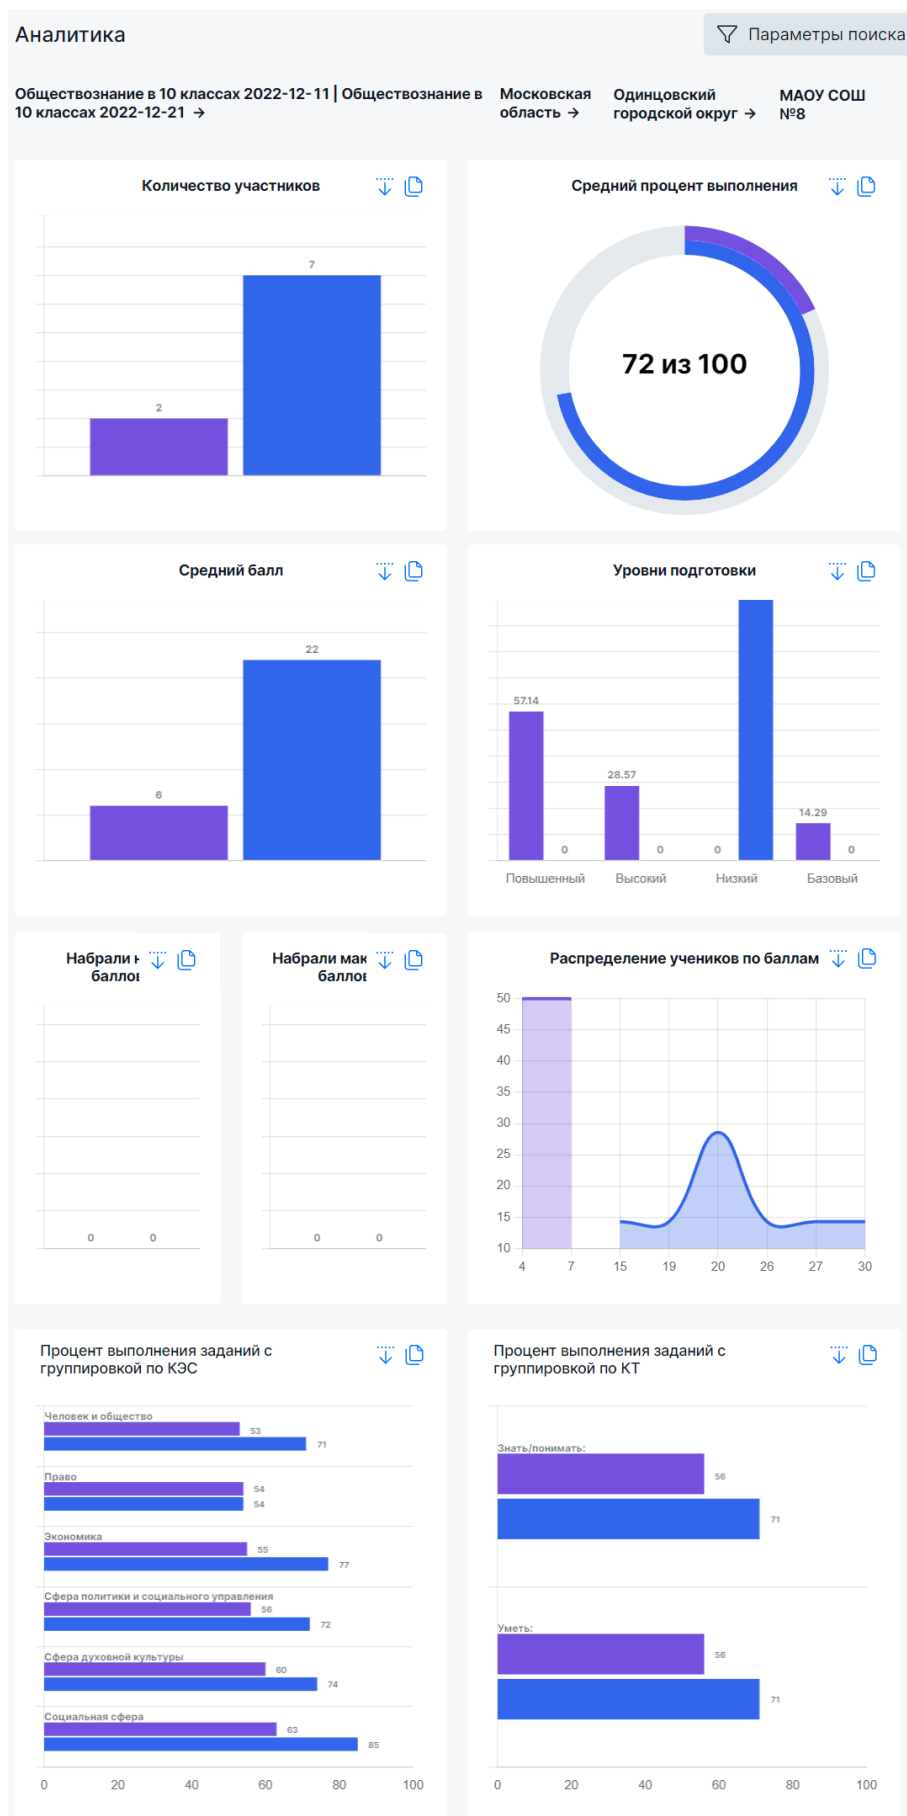 Аналитика
Параметры поиска
Обществознание в 10 классах 2022-12-11 | Обществознание в
10 классах 2022-12-21 →
Московская
область →
Одинцовский
городской округ →
МАОУ СОШ
№8
Количество участников
7
2
Средний процент выполнения
72 из 100
Средний балл
22
6
Уровни подготовки
57.14
28.57
14.29
0
0
0
0
Повышенный
Высокий
Низкий
Базовый
Набрали
0
0
Набрали
0
0
Распределение учеников по баллам
50
45
40
35
30
25
20
15
10
4 7 15 19 20 26 27 30
Процент выполнения заданий с
группировкой по КЭС
Человек и общество
53
71
Право
54
54
Экономика
55
77
Сфера политики и социального управления
56
72
Сфера духовной культуры
60
74
Социальная сфера
63
85
0 20 40 60 80 100
Процент выполнения заданий с
группировкой по КТ
Знать/понимать:
56
71
Уметь:
56
71
0 20 40 60 80 100